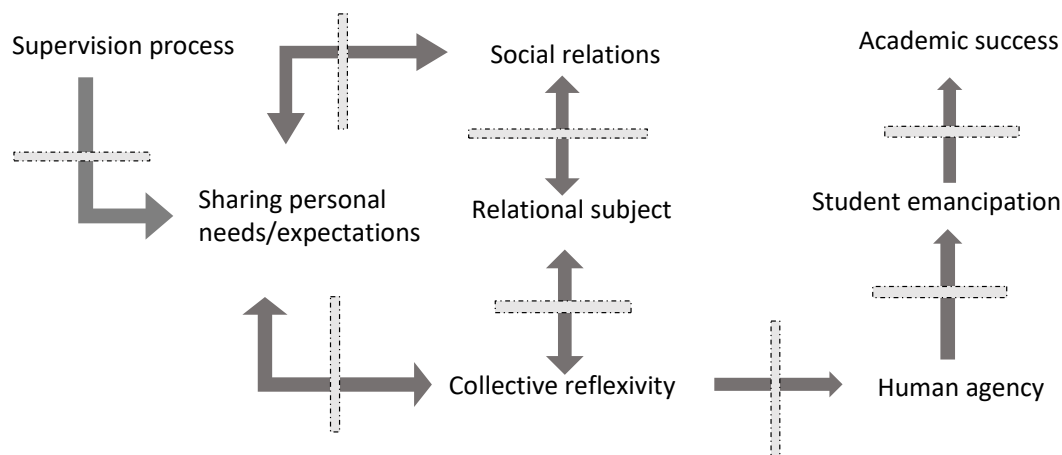 Supervision process
Social relations
Academic success
Sharing personal
needs/expectations
Relational subject
Student emancipation
Collective reflexivity
Human agency